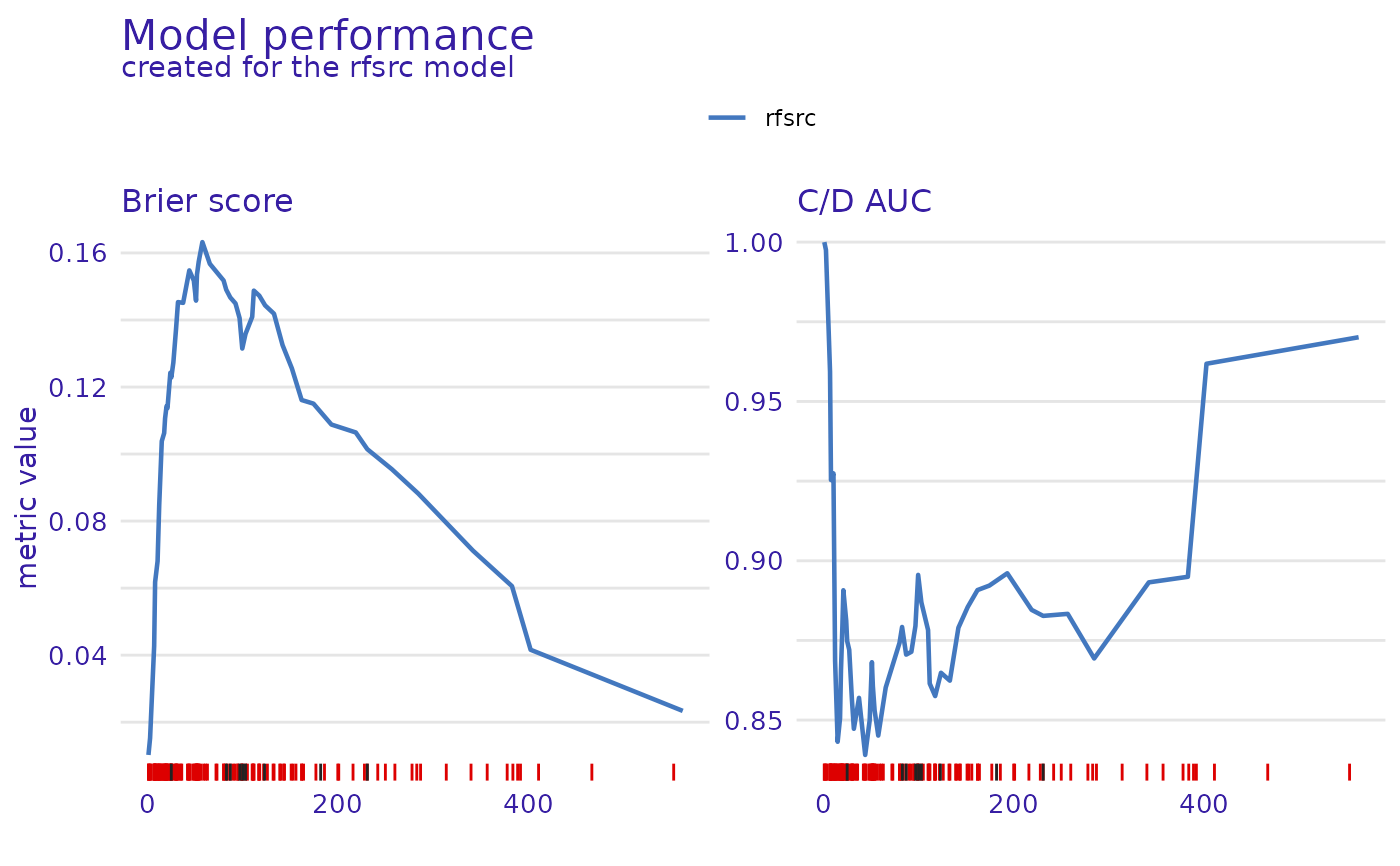 Model performance
created for the rfsrc model
rfsrc
Brier score
C/D AUC
metric value
0.16
0.12
0.08
0.04
0
200
400
1.00
0.95
0.90
0.85
0
200
400